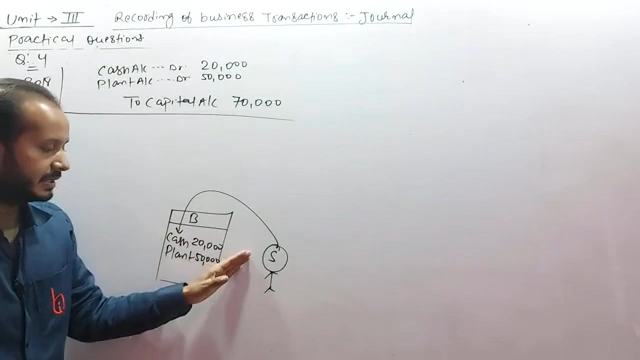 Unit → III Recording of business Transactions :- Journal
Practical Questions
Q: 4
Cash A/c .... Dr. 20,000
Plant A/c ..... Dr 50,000
To Capital A/c 70,000
B
Cash 20,000
Plant 50,000
S